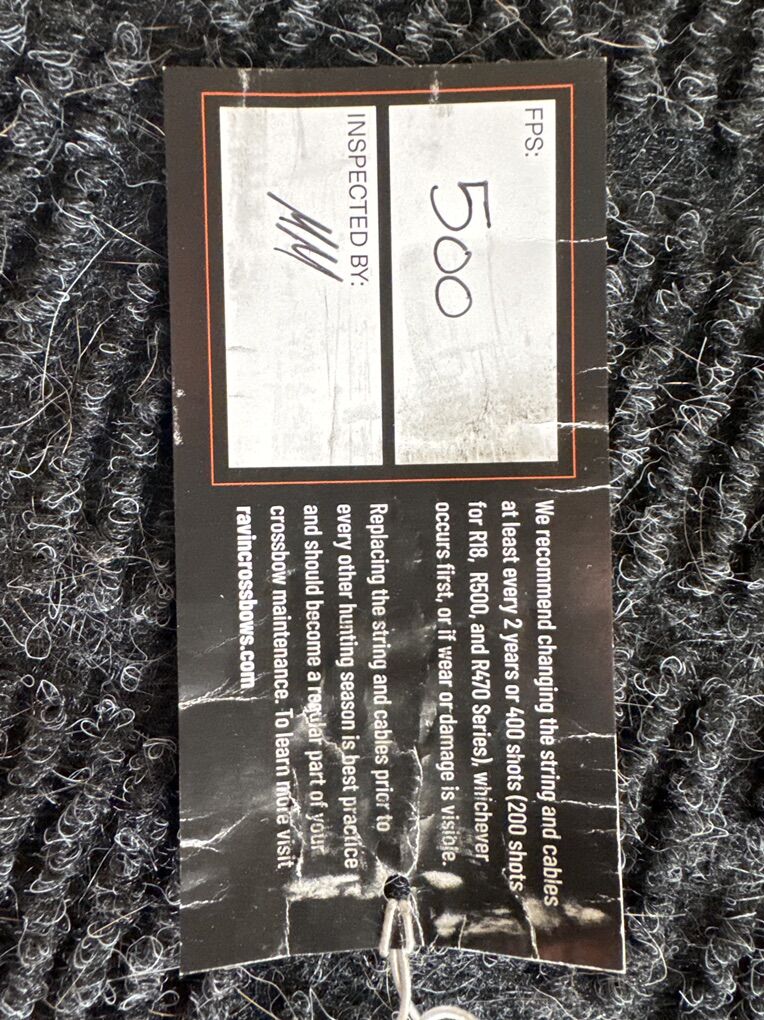 FPS:
500
INSPECTED BY:
We recommend changing the string and cables
at least every 2 years or 400 shots (200 shots
for R18, R500, and R470 Series), whichever
occurs first, or if wear or damage is visible.
Replacing the string and cables prior to
every other hunting season is best practice
and should become a regular part of your
crossbow maintenance. To learn more visit
ravincrossbows.com